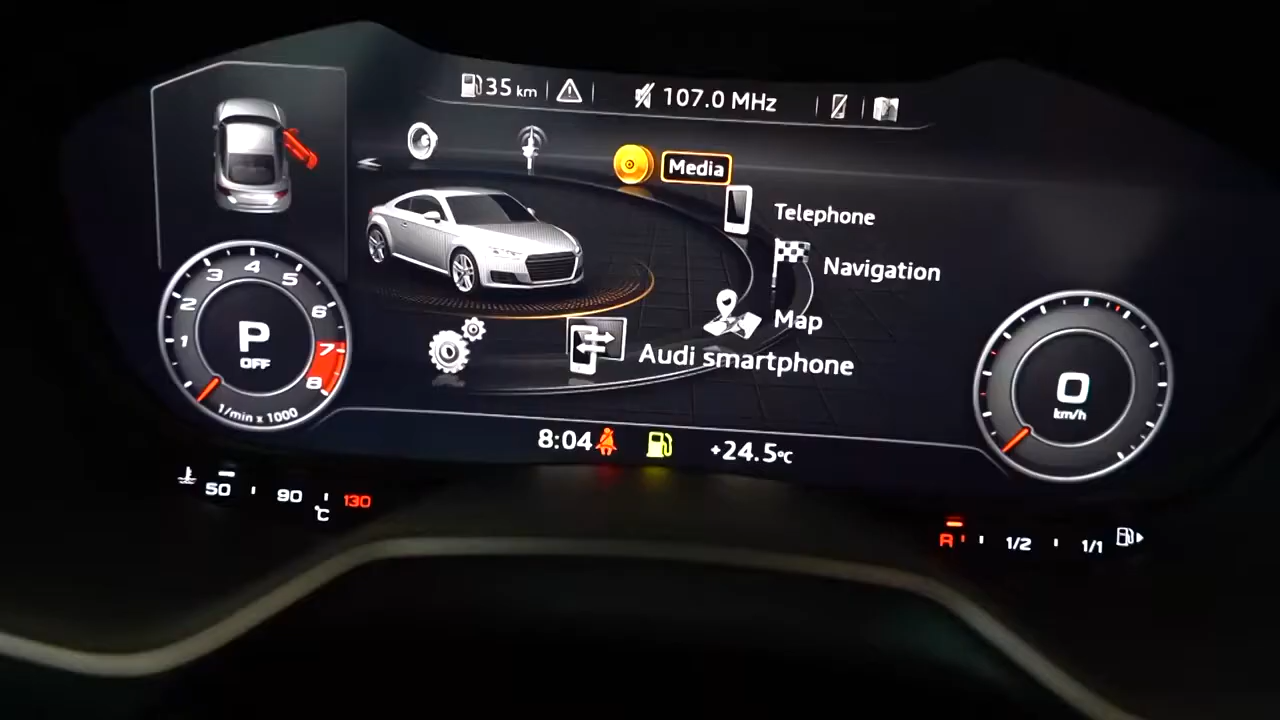 35 km
107.0 MHz
Media
Telephone
Navigation
Map
Audi smartphone
1 2 3 4 5 6 7 8
P
OFF
1/min x 1000
0
km/h
8:04
+24.5°C
50 90 130
°C
R 1/2 1/1